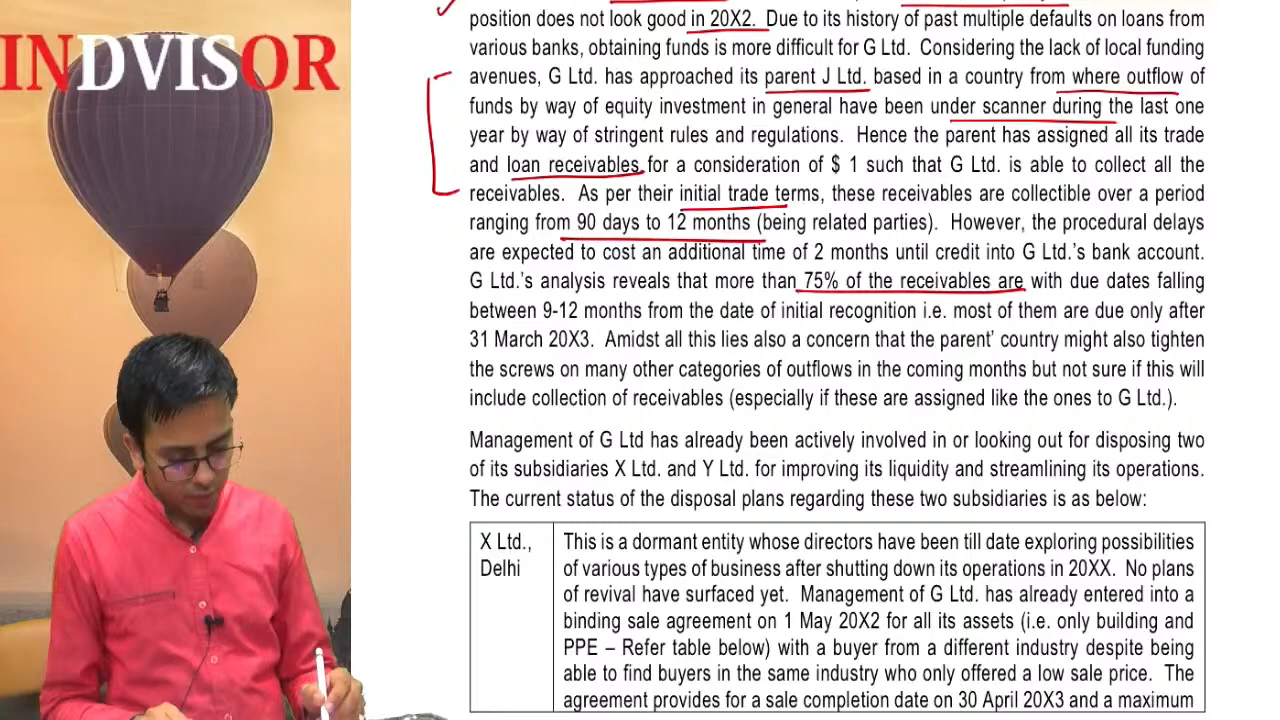 INDVISOR
position does not look good in 20X2. Due to its history of past multiple defaults on loans from
various banks, obtaining funds is more difficult for G Ltd. Considering the lack of local funding
avenues, G Ltd. has approached its parent J Ltd. based in a country from where outflow of
funds by way of equity investment in general have been under scanner during the last one
year by way of stringent rules and regulations. Hence the parent has assigned all its trade
and loan receivables for a consideration of $ 1 such that G Ltd. is able to collect all the
receivables. As per their initial trade terms, these receivables are collectible over a period
ranging from 90 days to 12 months (being related parties). However, the procedural delays
are expected to cost an additional time of 2 months until credit into G Ltd.'s bank account.
G Ltd.'s analysis reveals that more than 75% of the receivables are with due dates falling
between 9-12 months from the date of initial recognition i.e. most of them are due only after
31 March 20X3. Amidst all this lies also a concern that the parent' country might also tighten
the screws on many other categories of outflows in the coming months but not sure if this will
include collection of receivables (especially if these are assigned like the ones to G Ltd.).
Management of G Ltd has already been actively involved in or looking out for disposing two
of its subsidiaries X Ltd. and Y Ltd. for improving its liquidity and streamlining its operations.
The current status of the disposal plans regarding these two subsidiaries is as below:
X Ltd., Delhi
This is a dormant entity whose directors have been till date exploring possibilities
of various types of business after shutting down its operations in 20XX. No plans
of revival have surfaced yet. Management of G Ltd. has already entered into a
binding sale agreement on 1 May 20X2 for all its assets (i.e. only building and
PPE – Refer table below) with a buyer from a different industry despite being
able to find buyers in the same industry who only offered a low sale price. The
agreement provides for a sale completion date on 30 April 20X3 and a maximum